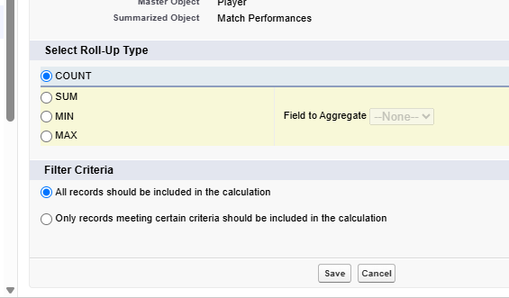 Master Object Player
Summarized Object Match Performances
Select Roll-Up Type
COUNT
SUM
MIN
Field to Aggregate --None--
MAX
Filter Criteria
All records should be included in the calculation
Only records meeting certain criteria should be included in the calculation
Save Cancel